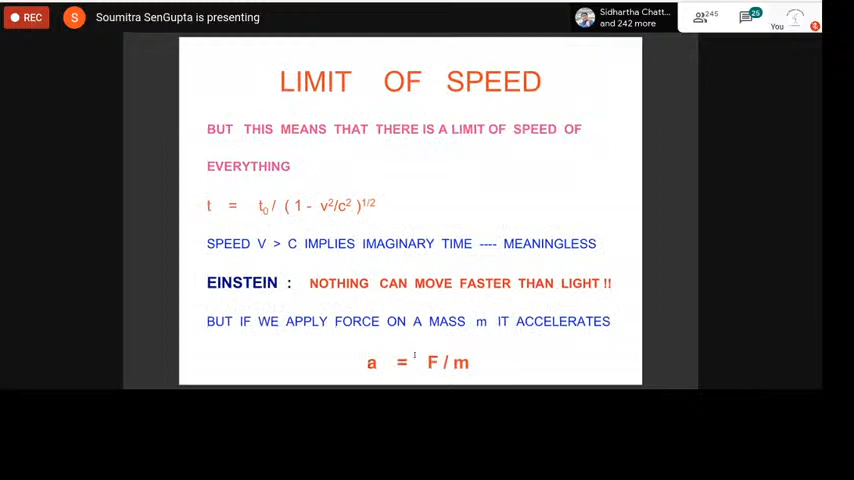 REC
S
Soumitra SenGupta is presenting
Sidhartha Chatt...
and 242 more
245
25
You
LIMIT OF SPEED
BUT THIS MEANS THAT THERE IS A LIMIT OF SPEED OF
EVERYTHING
t = t₀ / ( 1 - v²/c² )¹/²
SPEED V > C IMPLIES IMAGINARY TIME ---- MEANINGLESS
EINSTEIN : NOTHING CAN MOVE FASTER THAN LIGHT !!
BUT IF WE APPLY FORCE ON A MASS m IT ACCELERATES
a = F / m